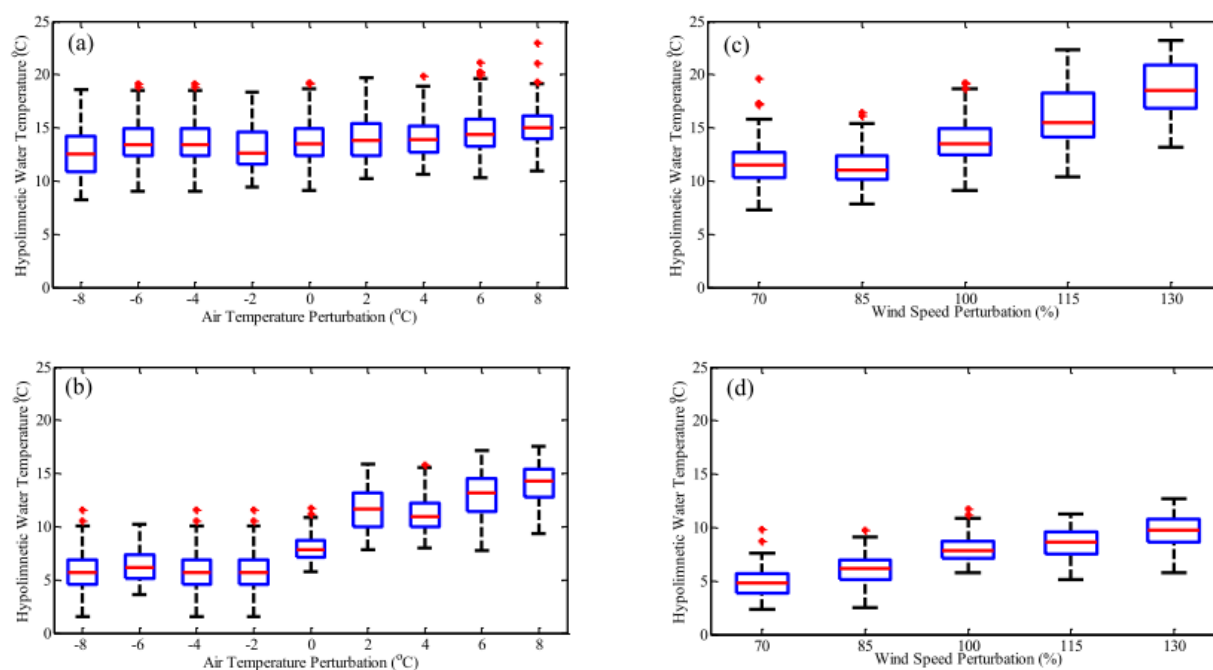 (a)
Hypolimnetic Water Temperature (°C)
25
20
15
10
5
0
-8 -6 -4 -2 0 2 4 6 8
Air Temperature Perturbation (°C)
(c)
Hypolimnetic Water Temperature (°C)
25
20
15
10
5
0
70 85 100 115 130
Wind Speed Perturbation (%)
(b)
Hypolimnetic Water Temperature (°C)
25
20
15
10
5
0
-8 -6 -4 -2 0 2 4 6 8
Air Temperature Perturbation (°C)
(d)
Hypolimnetic Water Temperature (°C)
25
20
15
10
5
0
70 85 100 115 130
Wind Speed Perturbation (%)